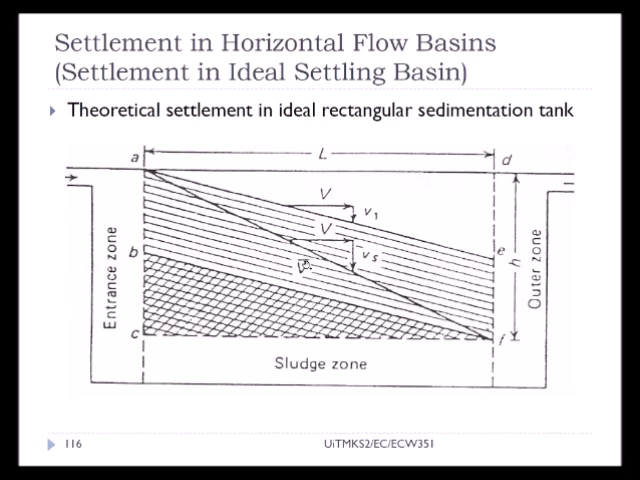 Settlement in Horizontal Flow Basins
(Settlement in Ideal Settling Basin)
Theoretical settlement in ideal rectangular sedimentation tank
a
L
d
V
v₁
V
vₛ
b
e
h
Entrance zone
Outer zone
c
f
Sludge zone
116
UiTMKS2/EC/ECW351